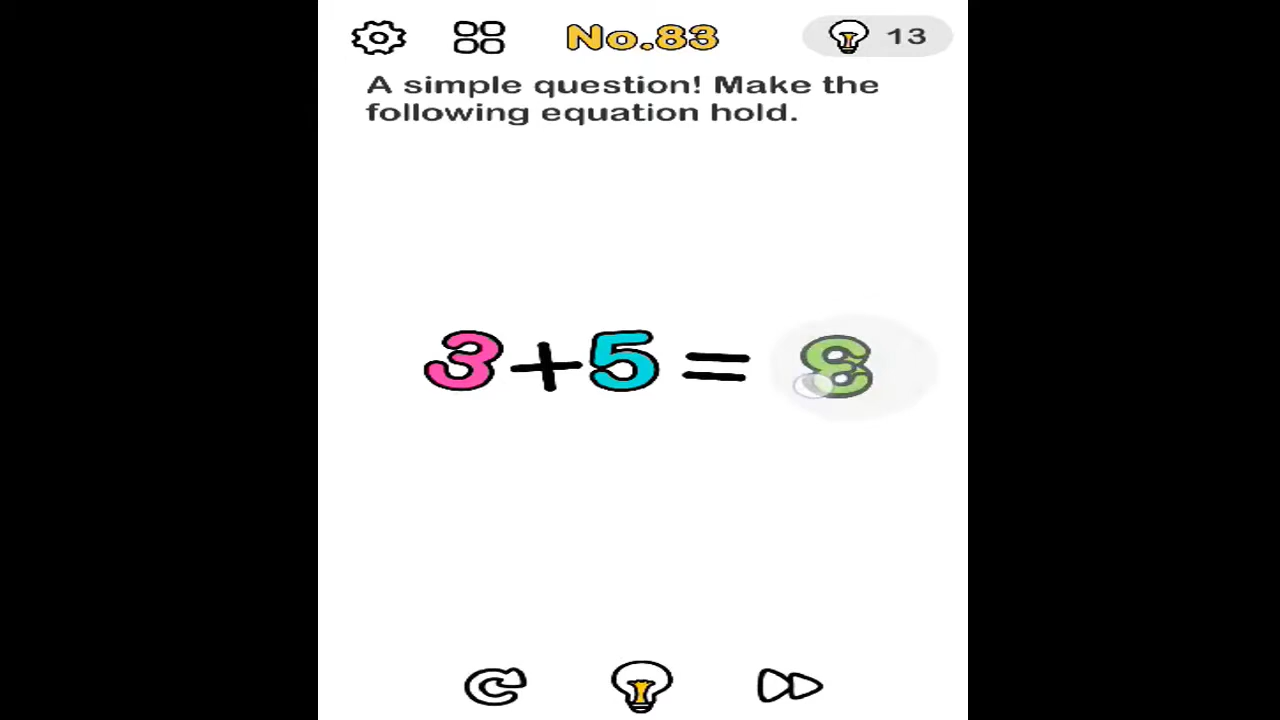 No.83
13
A simple question! Make the
following equation hold.
3+5=8